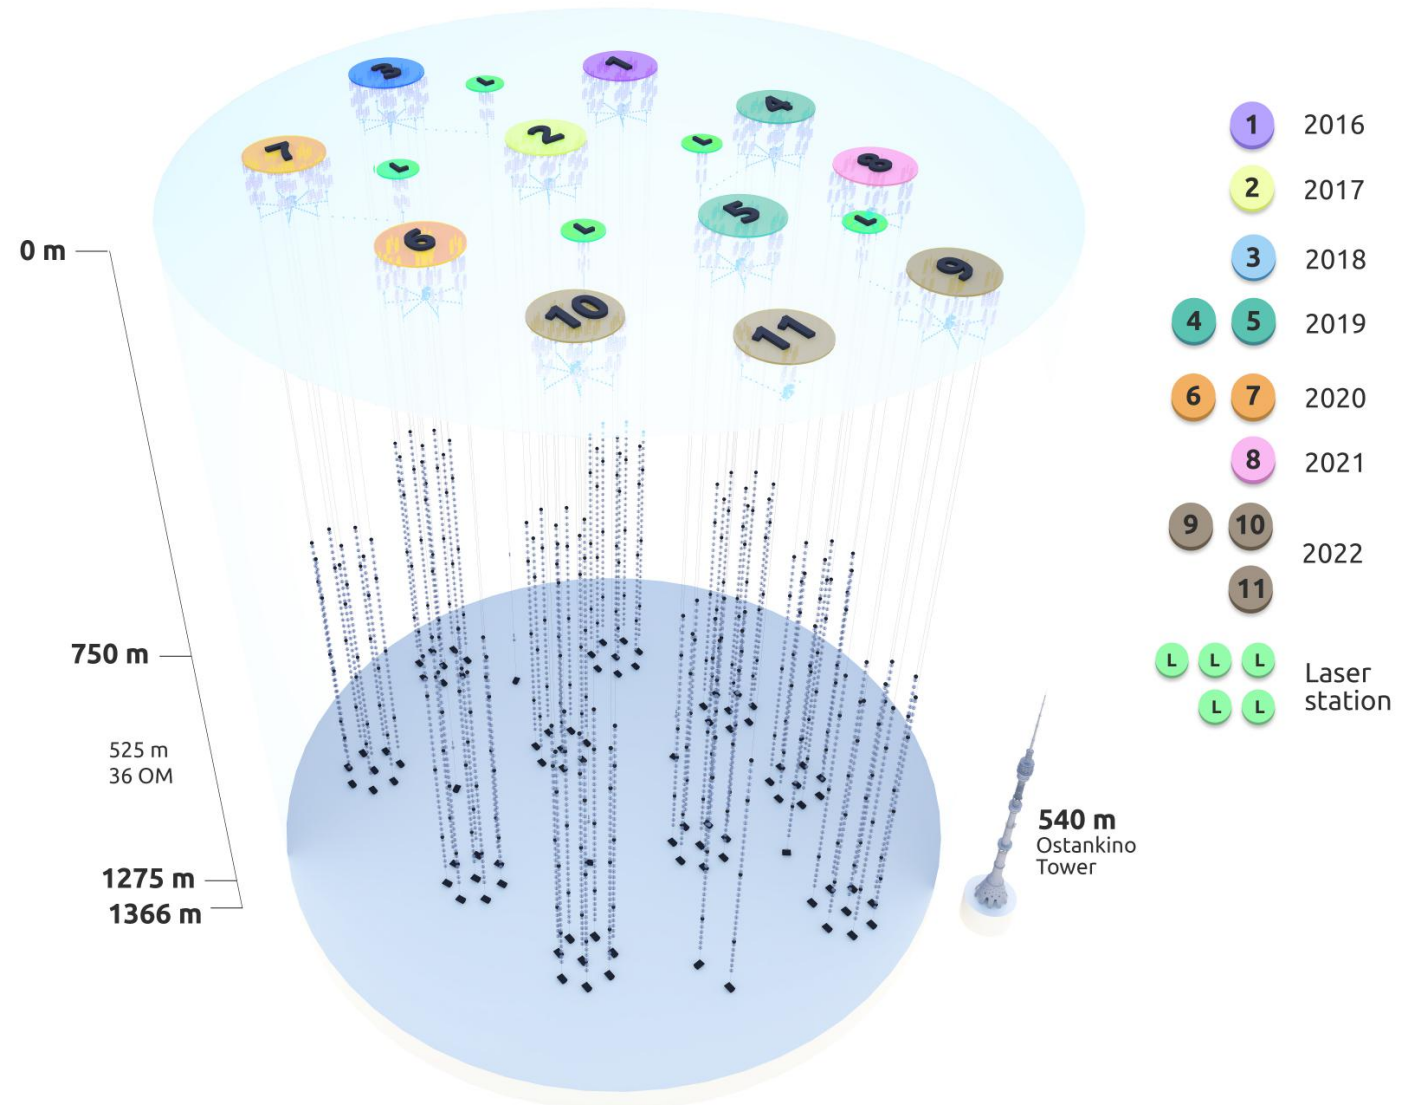 3
L
1
4
2
L
8
7
L
5
L
L
6
9
10
11
0 m
750 m
525 m
36 OM
1275 m
1366 m
540 m
Ostankino
Tower
1 2016
2 2017
3 2018
4 5 2019
6 7 2020
8 2021
9 10
2022
11
L L L
Laser
station
L L